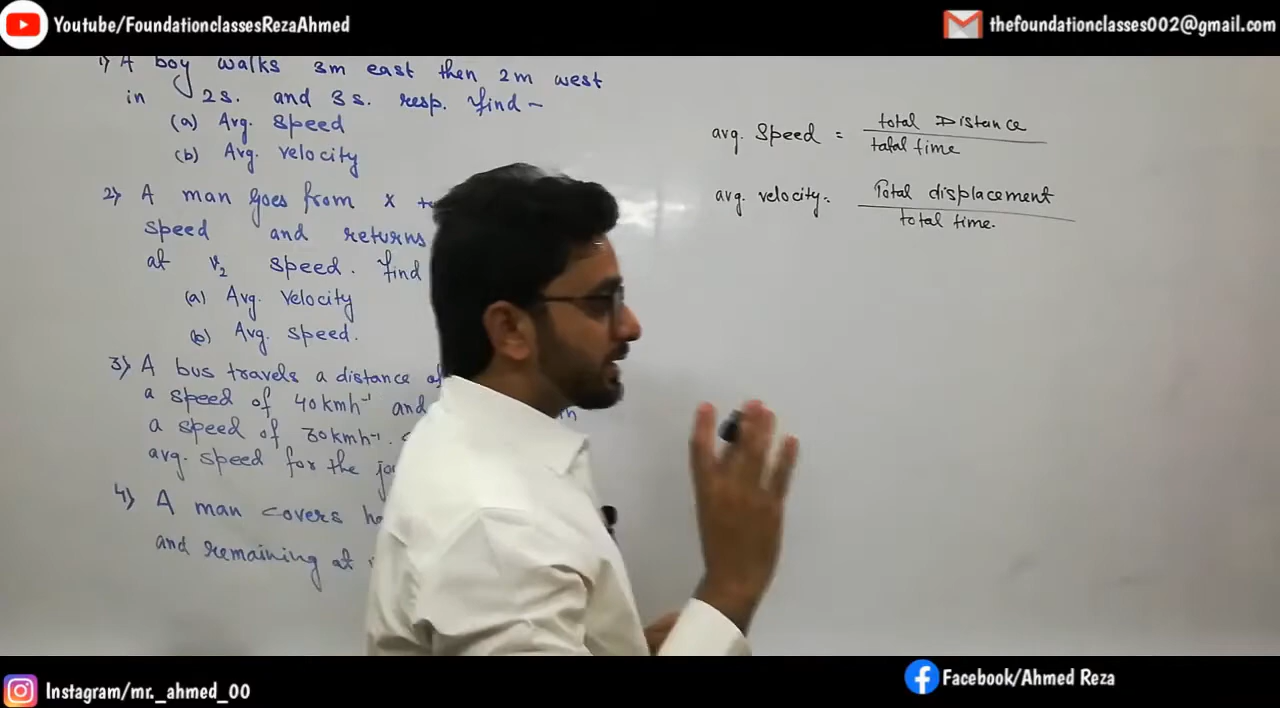 Youtube/FoundationclassesRezaAhmed
thefoundationclasses002@gmail.com
1) A boy walks 3m east then 2m west
in 2s. and 3s. resp. find -
(a) Avg. speed
(b) Avg. velocity
2) A man goes from x
speed and returns
at v₂ speed. find
(a) Avg. velocity
(b) Avg. speed.
3) A bus travels a distance of
a speed of 40kmh⁻¹ and
a speed of 30kmh⁻¹.
avg. speed for the
4) A man covers
and remaining at
avg. speed = total Distance
total time
avg. velocity = Total displacement
total time.
Instagram/mr._ahmed_00
Facebook/Ahmed Reza